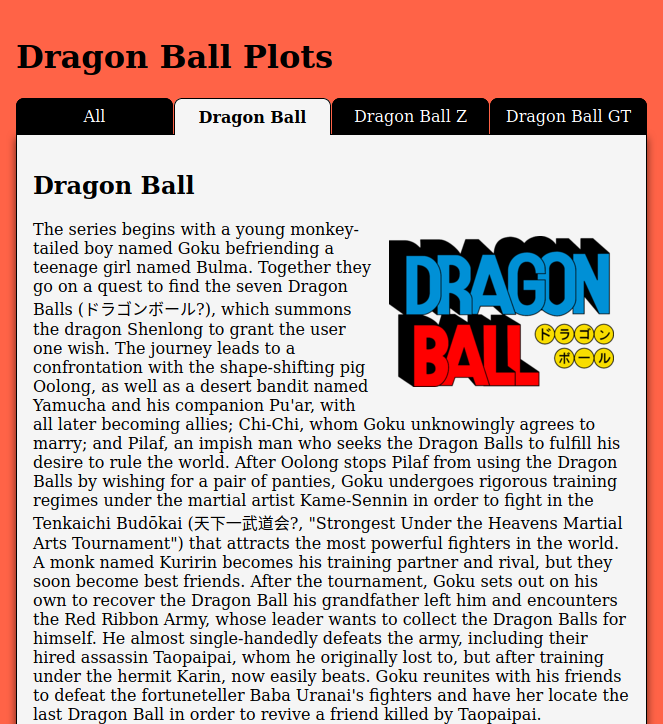 Dragon Ball Plots
All
Dragon Ball
Dragon Ball Z
Dragon Ball GT
Dragon Ball
The series begins with a young monkey-
tailed boy named Goku befriending a
teenage girl named Bulma. Together they
go on a quest to find the seven Dragon
Balls (ドラゴンボール?), which summons
the dragon Shenlong to grant the user
one wish. The journey leads to a
confrontation with the shape-shifting pig
Oolong, as well as a desert bandit named
Yamucha and his companion Pu'ar, with
DRAGON
BALL
ドラゴン
ボール
all later becoming allies; Chi-Chi, whom Goku unknowingly agrees to
marry; and Pilaf, an impish man who seeks the Dragon Balls to fulfill his
desire to rule the world. After Oolong stops Pilaf from using the Dragon
Balls by wishing for a pair of panties, Goku undergoes rigorous training
regimes under the martial artist Kame-Sennin in order to fight in the
Tenkaichi Budōkai (天下一武道会?, "Strongest Under the Heavens Martial
Arts Tournament") that attracts the most powerful fighters in the world.
A monk named Kuririn becomes his training partner and rival, but they
soon become best friends. After the tournament, Goku sets out on his
own to recover the Dragon Ball his grandfather left him and encounters
the Red Ribbon Army, whose leader wants to collect the Dragon Balls for
himself. He almost single-handedly defeats the army, including their
hired assassin Taopaipai, whom he originally lost to, but after training
under the hermit Karin, now easily beats. Goku reunites with his friends
to defeat the fortuneteller Baba Uranai's fighters and have her locate the
last Dragon Ball in order to revive a friend killed by Taopaipai.